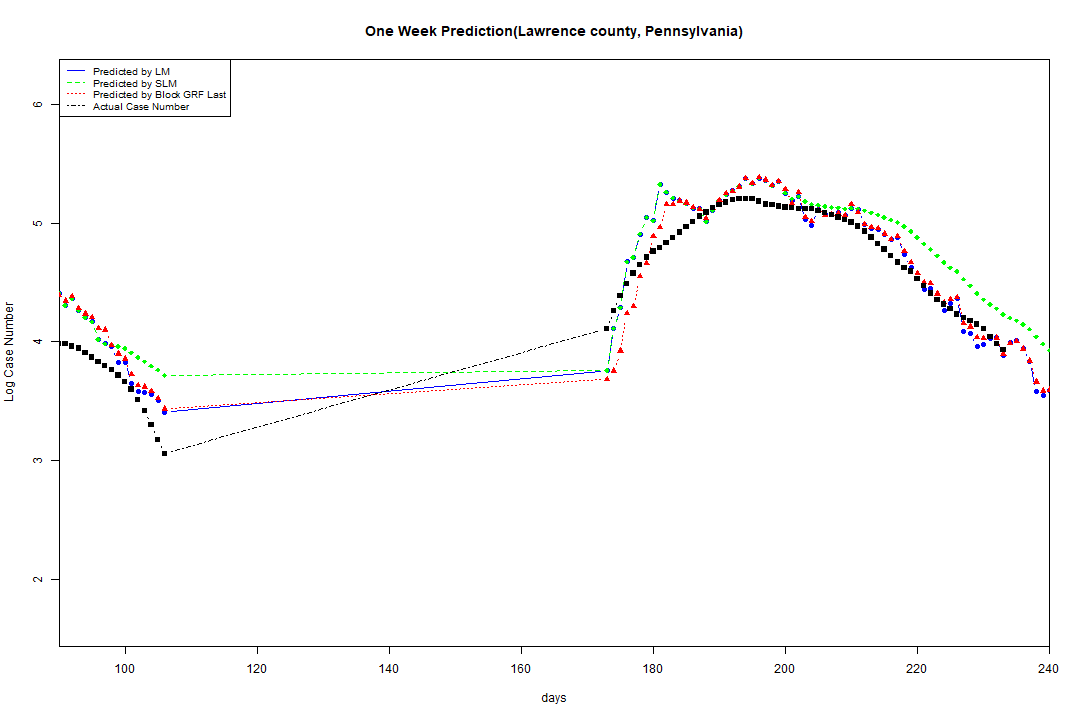 One Week Prediction(Lawrence county, Pennsylvania)
Predicted by LM
Predicted by SLM
Predicted by Block GRF Last
Actual Case Number
6
5
4
3
2
Log Case Number
100 120 140 160 180 200 220 240
days